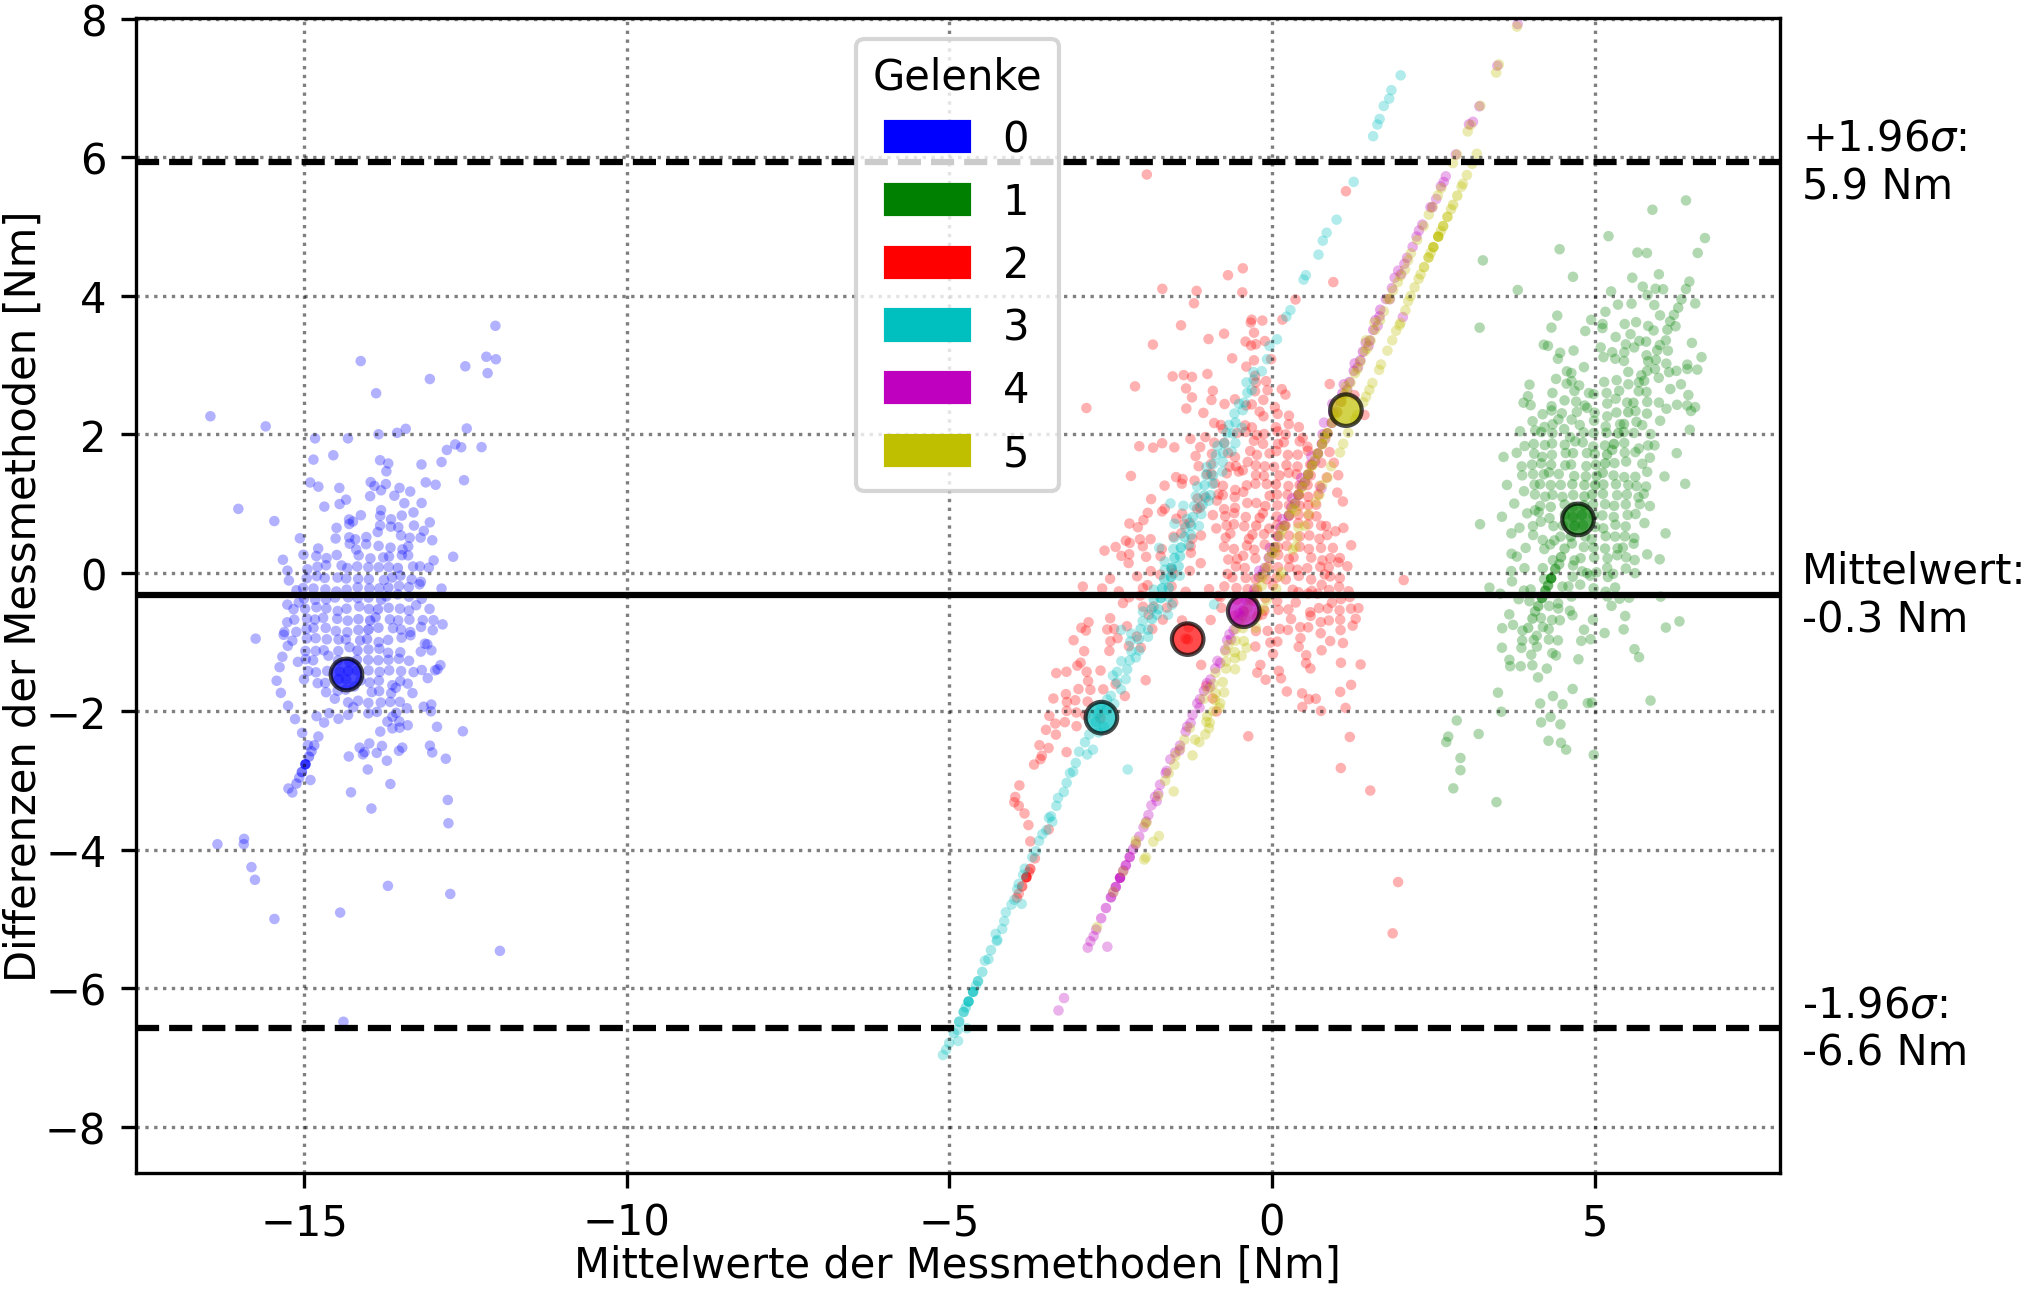 Differenzen der Messmethoden [Nm]
8
6
4
2
0
−2
−4
−6
−8
Gelenke
0
1
2
3
4
5
+1.96σ:
5.9 Nm
Mittelwert:
-0.3 Nm
-1.96σ:
-6.6 Nm
−15
−10
−5
0
5
Mittelwerte der Messmethoden [Nm]